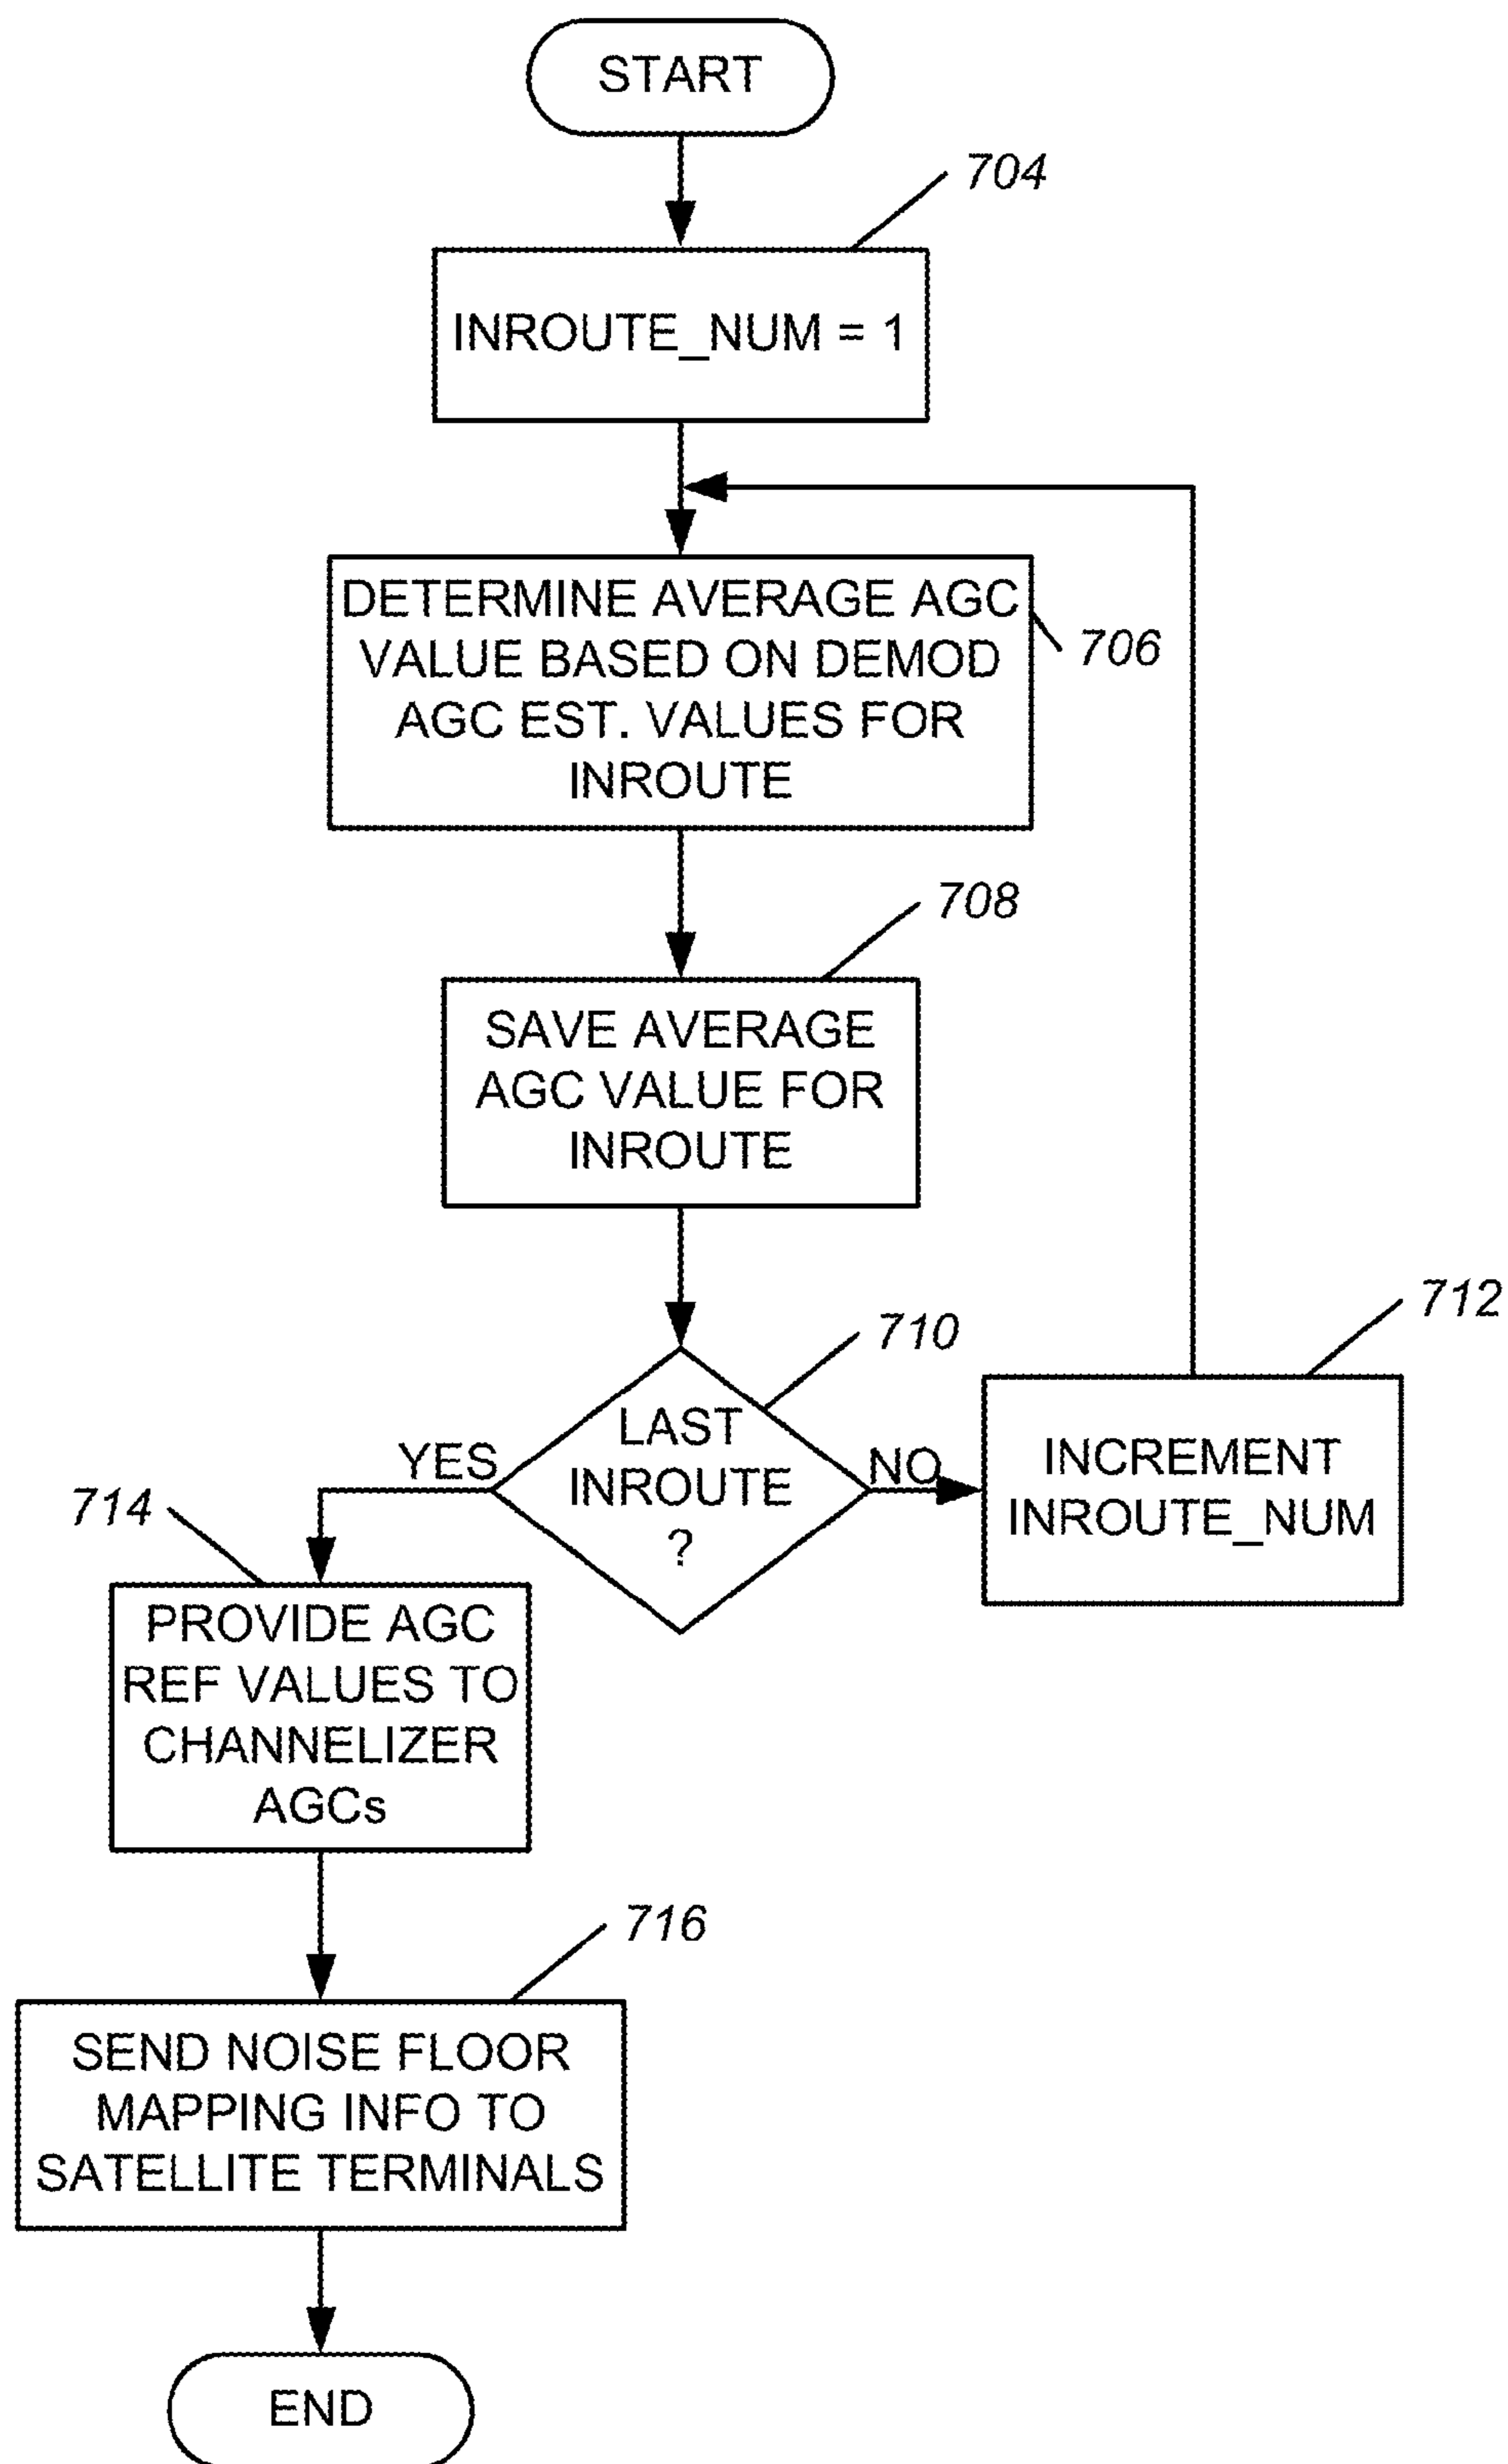 START
704
INROUTE_NUM = 1
DETERMINE AVERAGE AGC
VALUE BASED ON DEMOD
AGC EST. VALUES FOR
INROUTE
706
708
SAVE AVERAGE
AGC VALUE FOR
INROUTE
710
LAST
INROUTE
?
YES
NO
712
INCREMENT
INROUTE_NUM
714
PROVIDE AGC
REF VALUES TO
CHANNELIZER
AGCs
716
SEND NOISE FLOOR
MAPPING INFO TO
SATELLITE TERMINALS
END